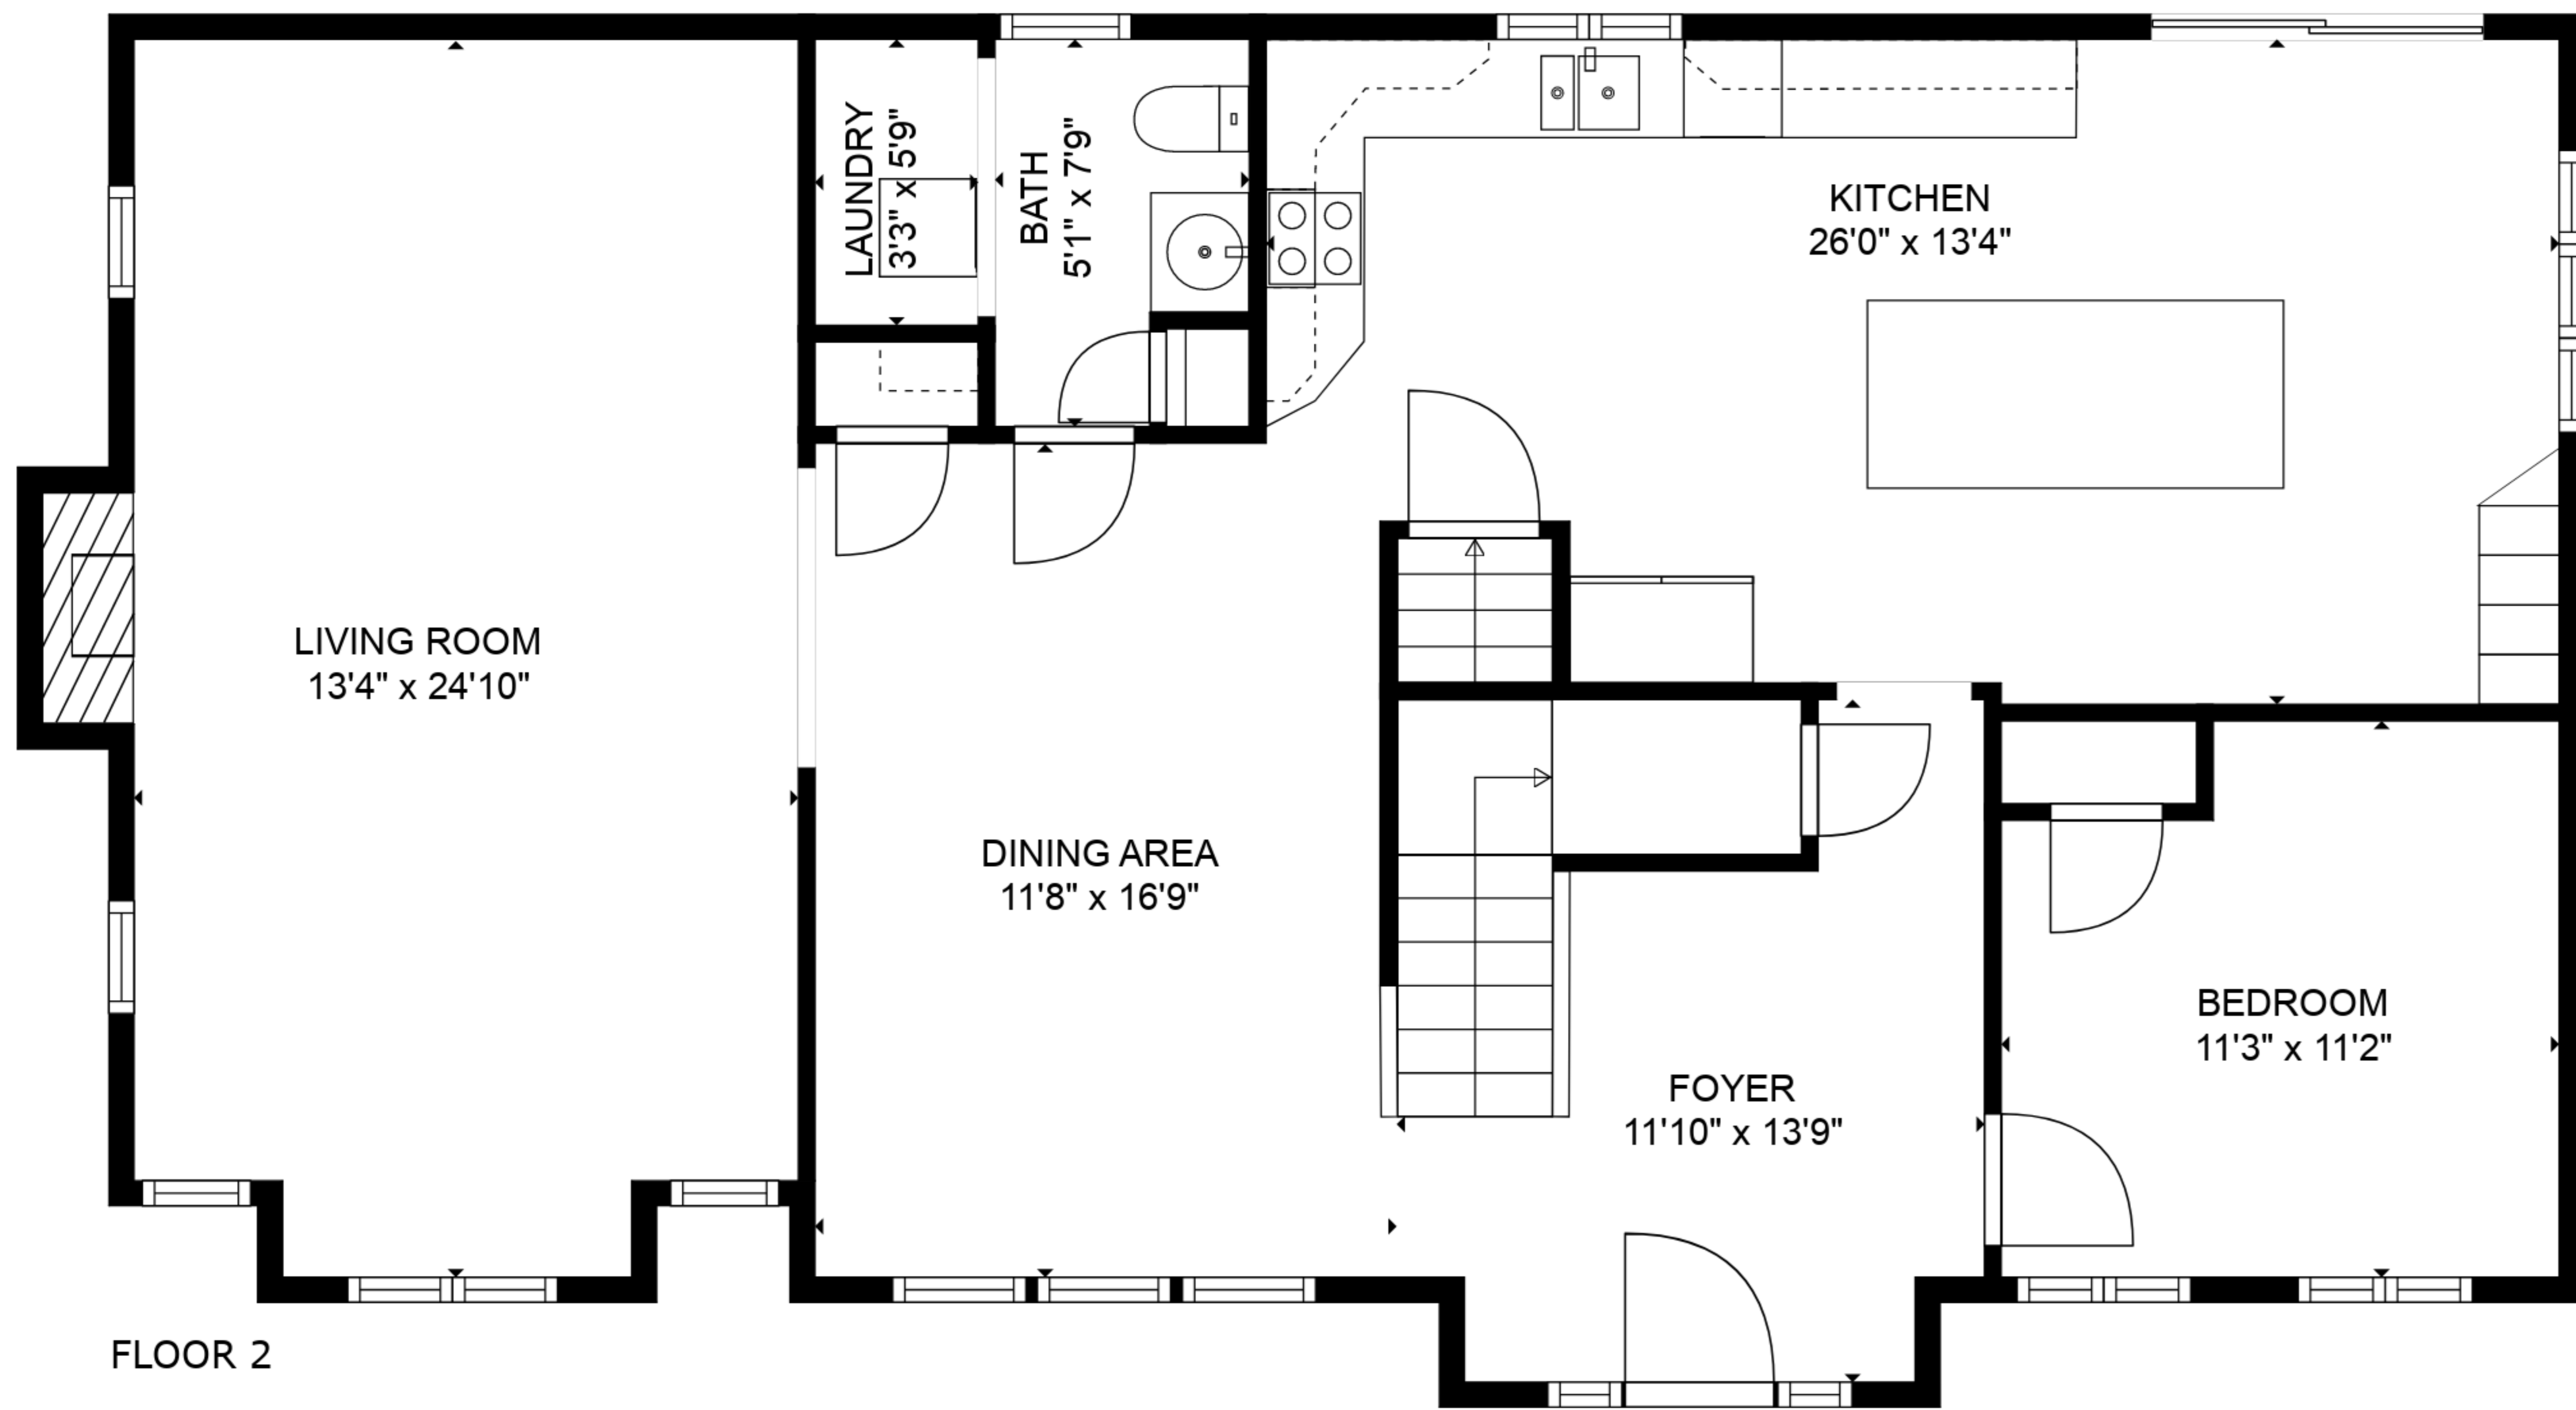 LAUNDRY
3'3" x 5'9"
BATH
5'1" x 7'9"
KITCHEN
26'0" x 13'4"
LIVING ROOM
13'4" x 24'10"
DINING AREA
11'8" x 16'9"
BEDROOM
11'3" x 11'2"
FOYER
11'10" x 13'9"
FLOOR 2